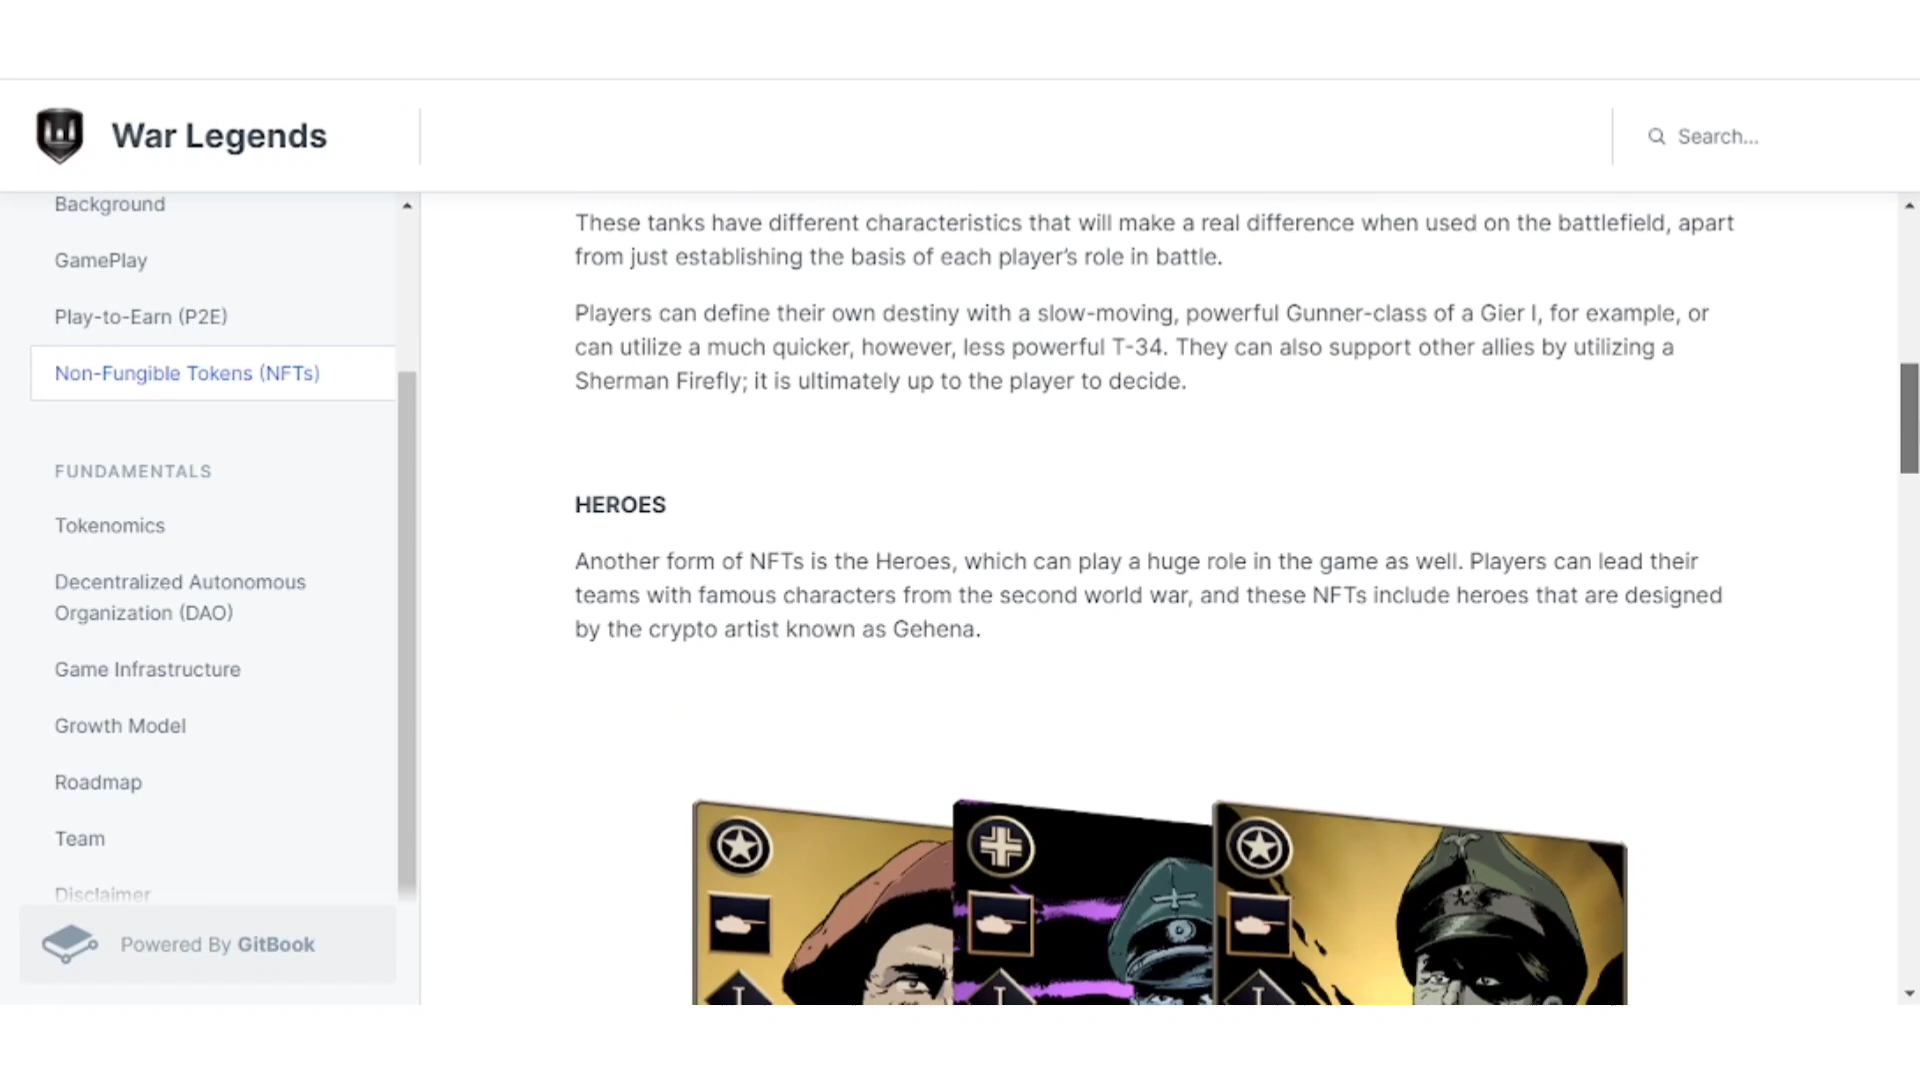 War Legends
Search...
Background
GamePlay
Play-to-Earn (P2E)
Non-Fungible Tokens (NFTs)
FUNDAMENTALS
Tokenomics
Decentralized Autonomous
Organization (DAO)
Game Infrastructure
Growth Model
Roadmap
Team
Disclaimer
Powered By GitBook
These tanks have different characteristics that will make a real difference when used on the battlefield, apart
from just establishing the basis of each player’s role in battle.
Players can define their own destiny with a slow-moving, powerful Gunner-class of a Gier I, for example, or
can utilize a much quicker, however, less powerful T-34. They can also support other allies by utilizing a
Sherman Firefly; it is ultimately up to the player to decide.
HEROES
Another form of NFTs is the Heroes, which can play a huge role in the game as well. Players can lead their
teams with famous characters from the second world war, and these NFTs include heroes that are designed
by the crypto artist known as Gehena.